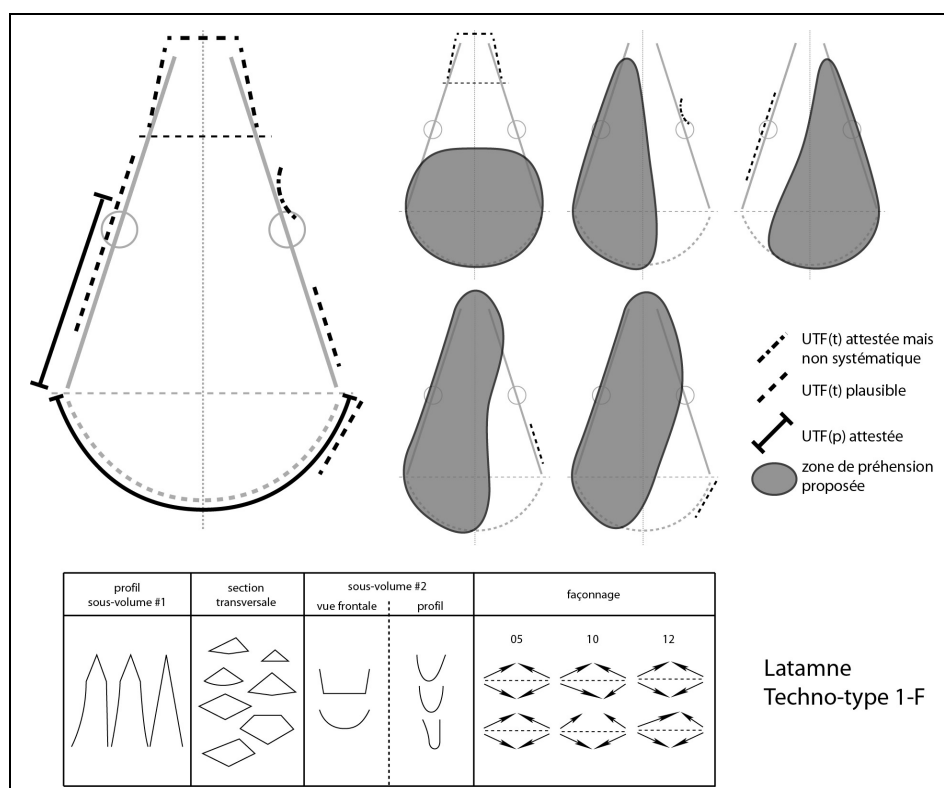 UTF(t) attestée mais
non systématique
UTF(t) plausible
UTF(p) attestée
zone de préhension
proposée
profil
sous-volume #1
section
transversale
sous-volume #2
vue frontale
profil
façonnage
05
10
12
Latamne
Techno-type 1-F